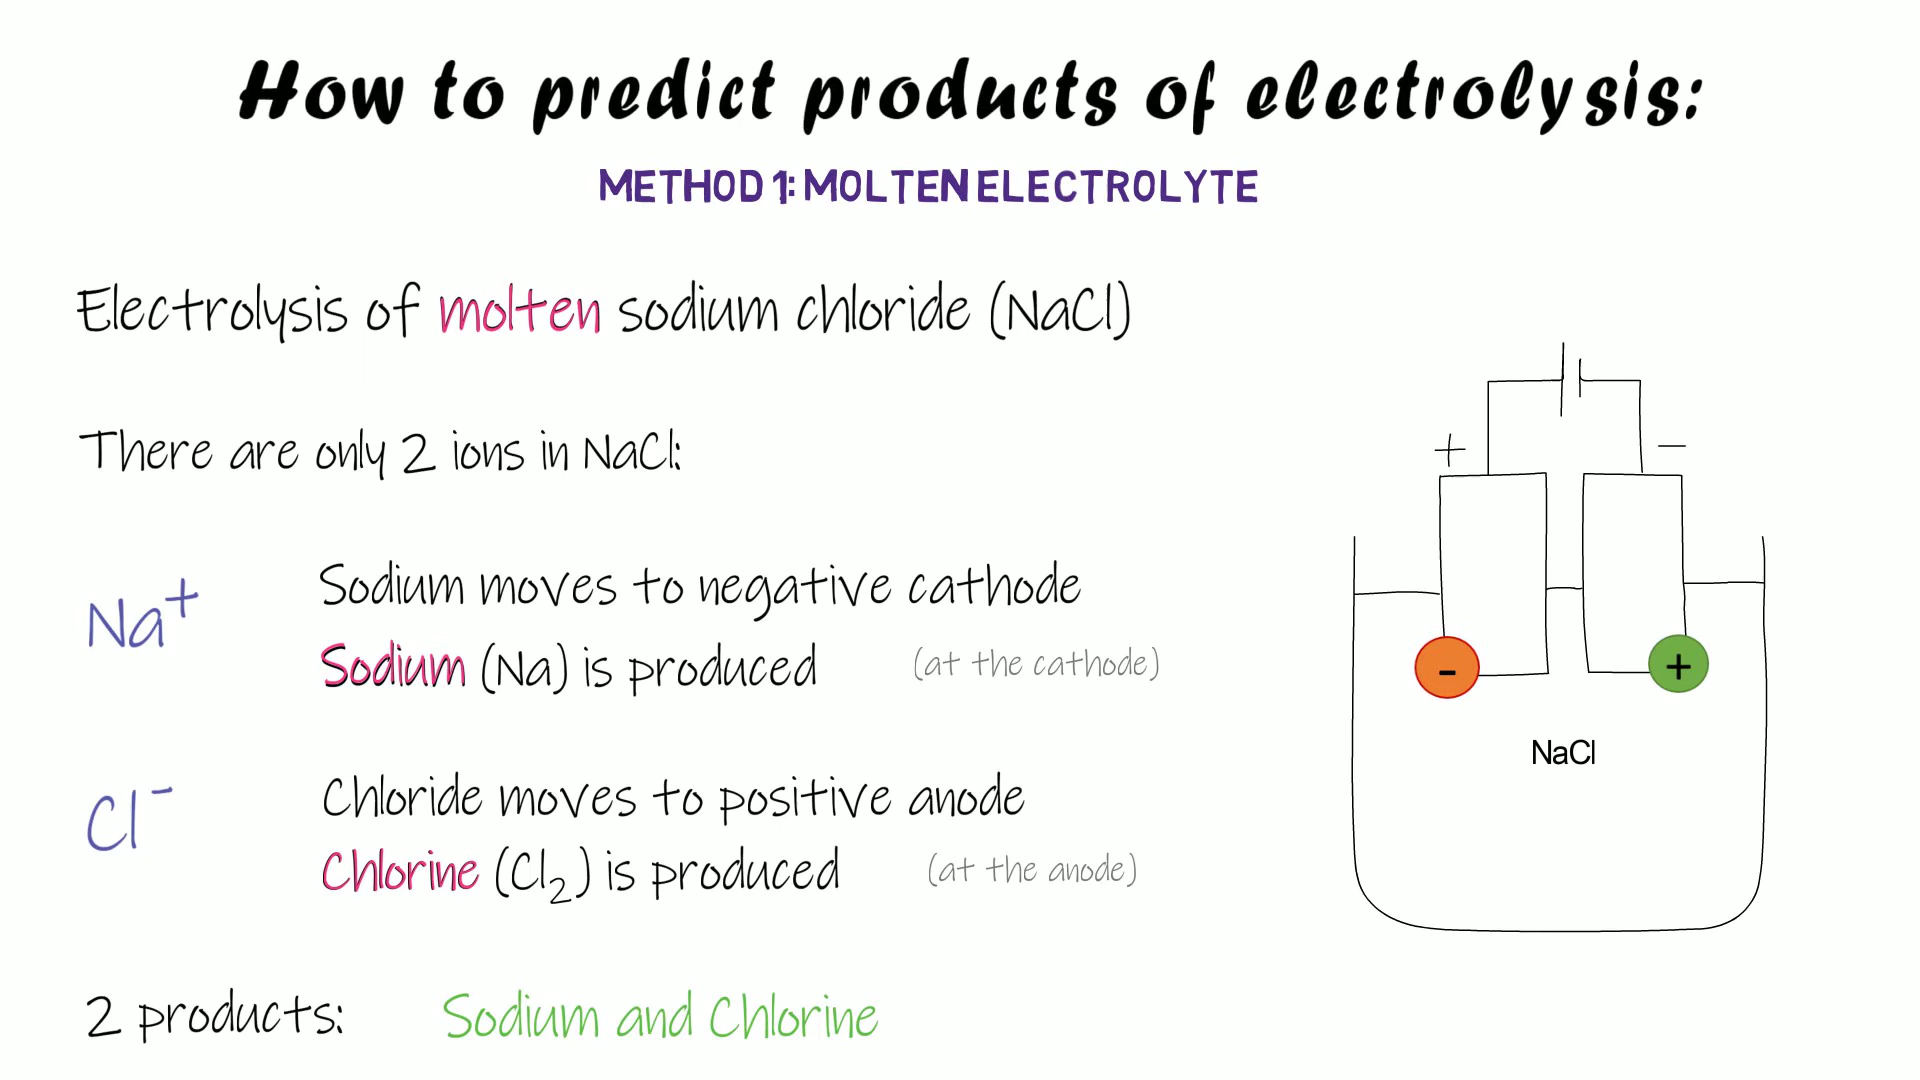 How to predict products of electrolysis:
METHOD 1: MOLTEN ELECTROLYTE
Electrolysis of molten sodium chloride (NaCl)
There are only 2 ions in NaCl:
Na⁺
Sodium moves to negative cathode
Sodium (Na) is produced (at the cathode)
Cl⁻
Chloride moves to positive anode
Chlorine (Cl₂) is produced (at the anode)
2 products: Sodium and Chlorine
+ −
- +
NaCl